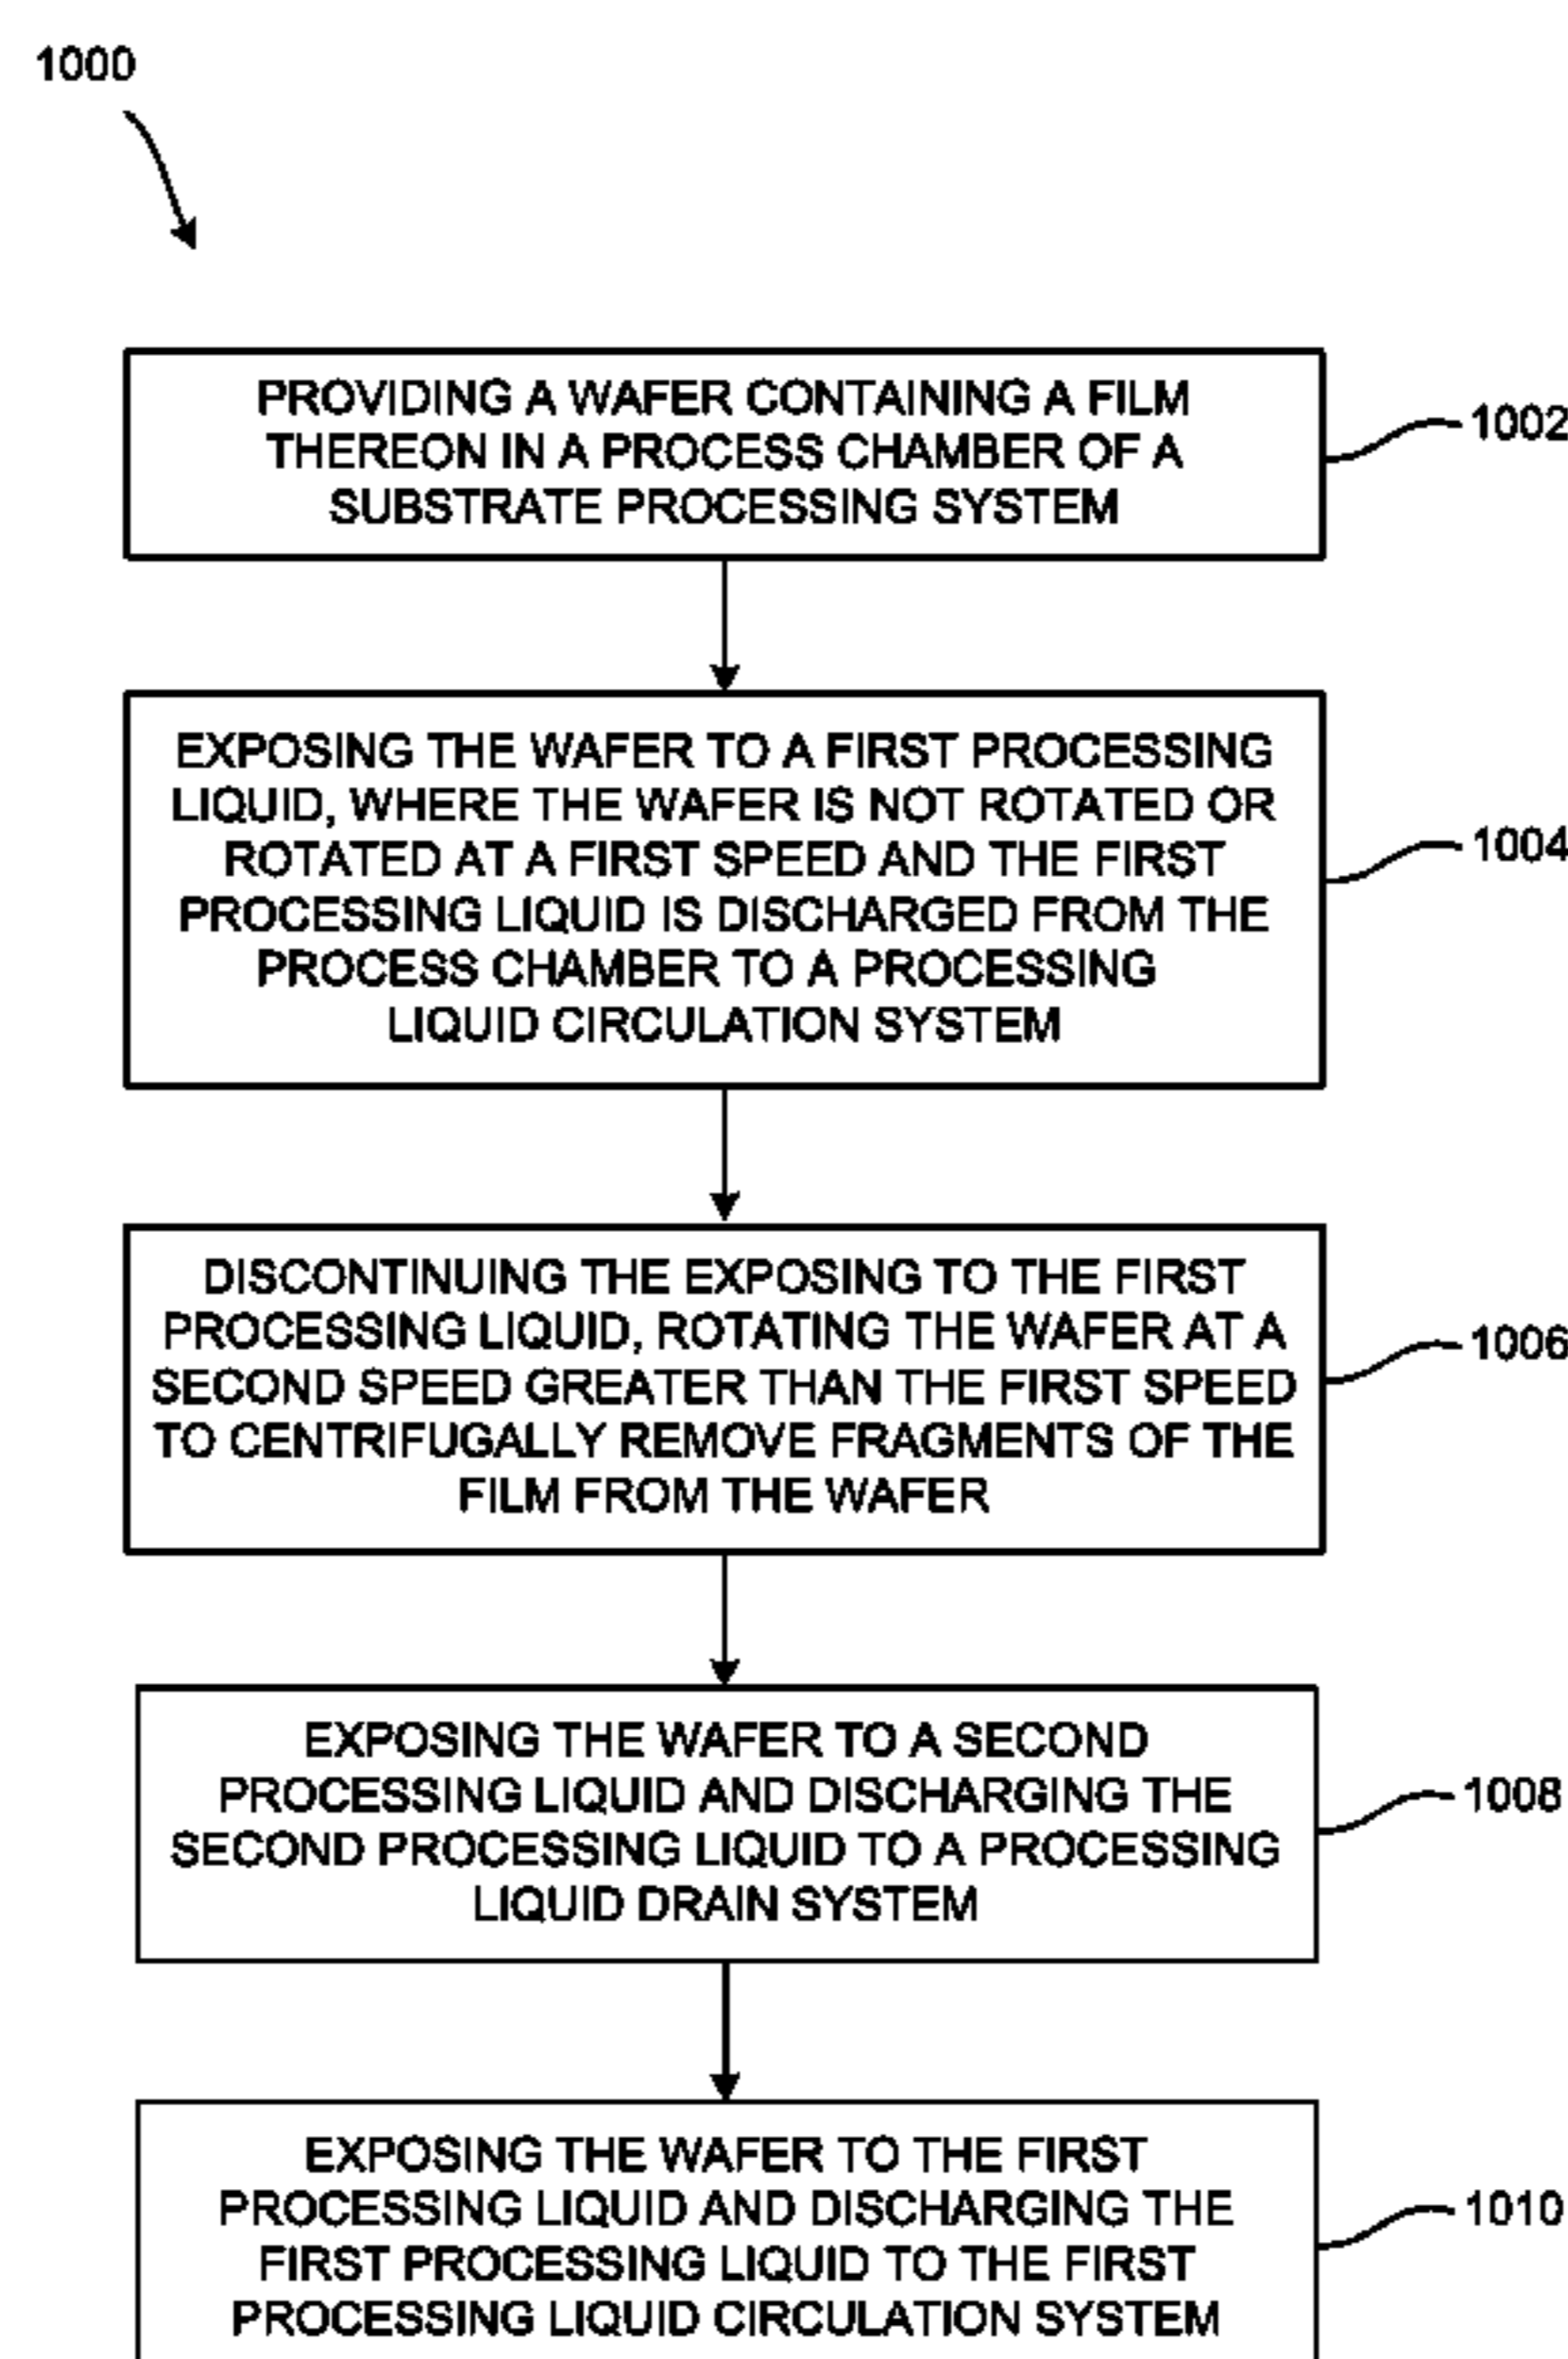 1000
PROVIDING A WAFER CONTAINING A FILM
THEREON IN A PROCESS CHAMBER OF A
SUBSTRATE PROCESSING SYSTEM
1002
EXPOSING THE WAFER TO A FIRST PROCESSING
LIQUID, WHERE THE WAFER IS NOT ROTATED OR
ROTATED AT A FIRST SPEED AND THE FIRST
PROCESSING LIQUID IS DISCHARGED FROM THE
PROCESS CHAMBER TO A PROCESSING
LIQUID CIRCULATION SYSTEM
1004
DISCONTINUING THE EXPOSING TO THE FIRST
PROCESSING LIQUID, ROTATING THE WAFER AT A
SECOND SPEED GREATER THAN THE FIRST SPEED
TO CENTRIFUGALLY REMOVE FRAGMENTS OF THE
FILM FROM THE WAFER
1006
EXPOSING THE WAFER TO A SECOND
PROCESSING LIQUID AND DISCHARGING THE
SECOND PROCESSING LIQUID TO A PROCESSING
LIQUID DRAIN SYSTEM
1008
EXPOSING THE WAFER TO THE FIRST
PROCESSING LIQUID AND DISCHARGING THE
FIRST PROCESSING LIQUID TO THE FIRST
PROCESSING LIQUID CIRCULATION SYSTEM
1010